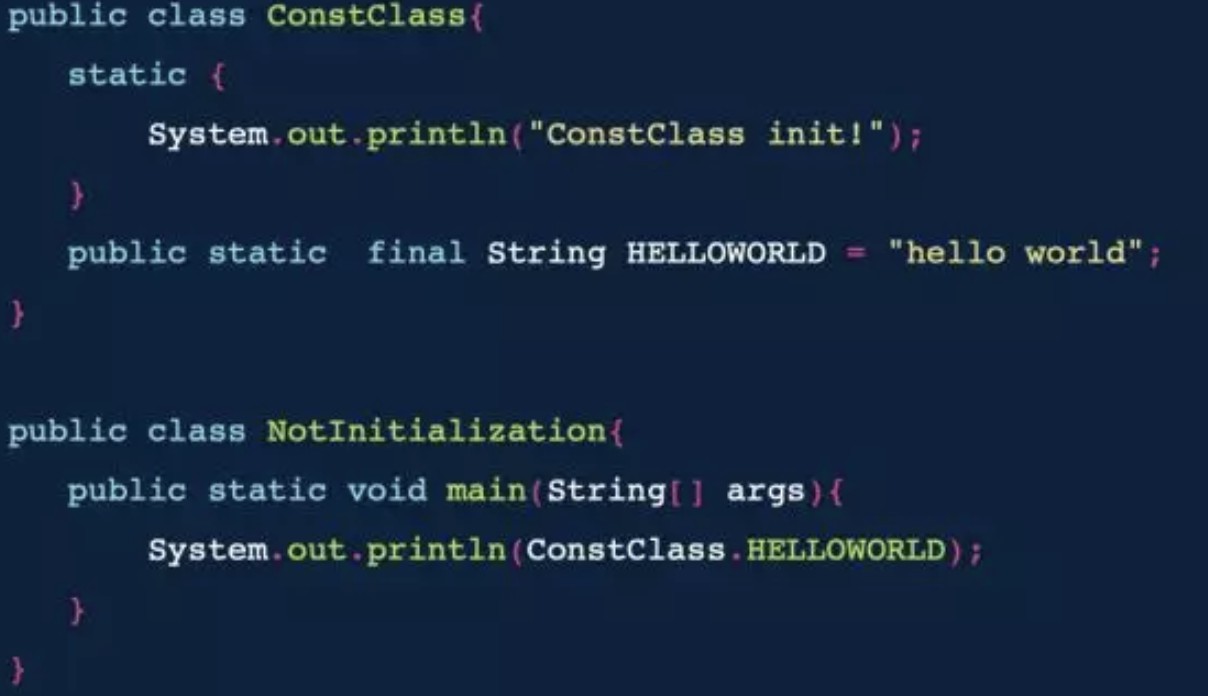 public class ConstClass{
static {
System.out.println("ConstClass init!");
}
public static  final String HELLOWORLD = "hello world";
}
public class NotInitialization{
public static void main(String[] args){
System.out.println(ConstClass.HELLOWORLD);
}
}